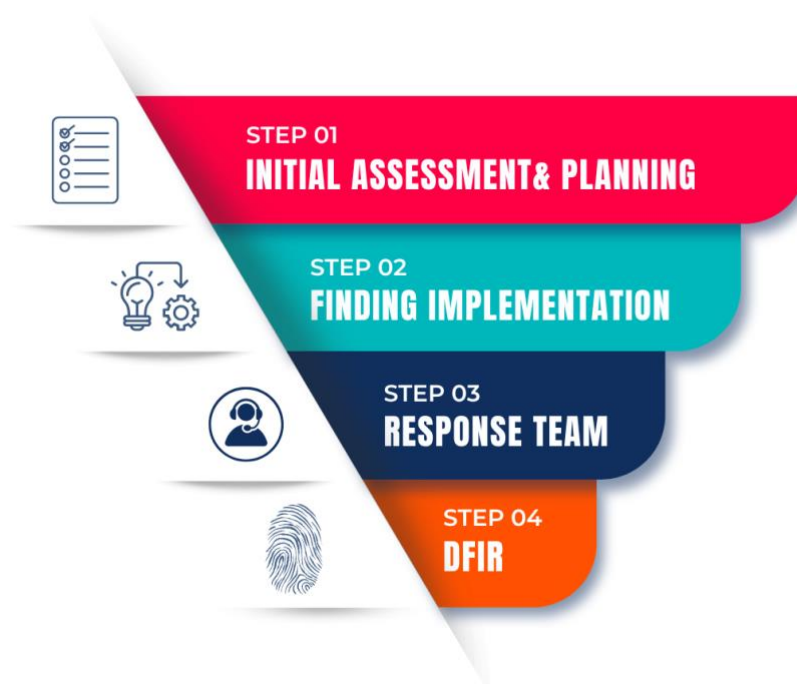 STEP 01
INITIAL ASSESSMENT& PLANNING
STEP 02
FINDING IMPLEMENTATION
STEP 03
RESPONSE TEAM
STEP 04
DFIR